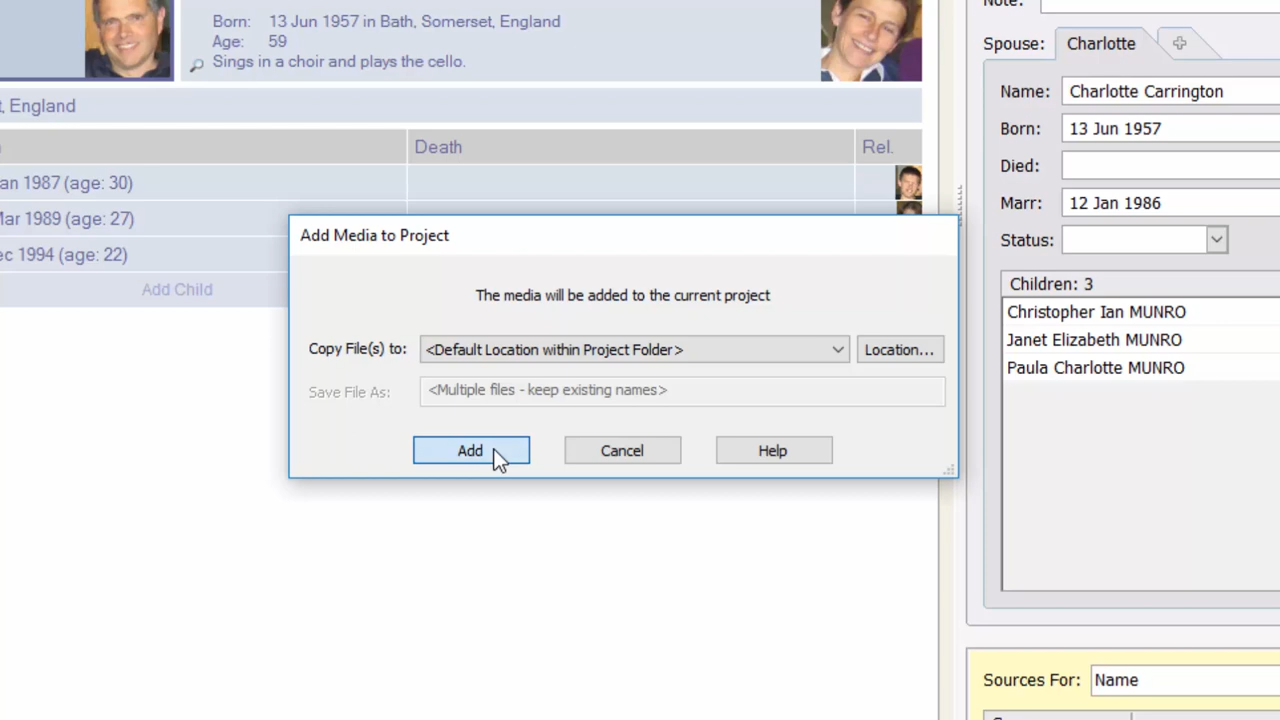 Born: 13 Jun 1957 in Bath, Somerset, England
Age: 59
Sings in a choir and plays the cello.
, England
Death Rel.
an 1987 (age: 30)
Mar 1989 (age: 27)
ec 1994 (age: 22)
Add Child
Add Media to Project
The media will be added to the current project
Copy File(s) to: <Default Location within Project Folder> Location...
Save File As: <Multiple files - keep existing names>
Add Cancel Help
Note:
Spouse: Charlotte
Name: Charlotte Carrington
Born: 13 Jun 1957
Died:
Marr: 12 Jan 1986
Status:
Children: 3
Christopher Ian MUNRO
Janet Elizabeth MUNRO
Paula Charlotte MUNRO
Sources For: Name